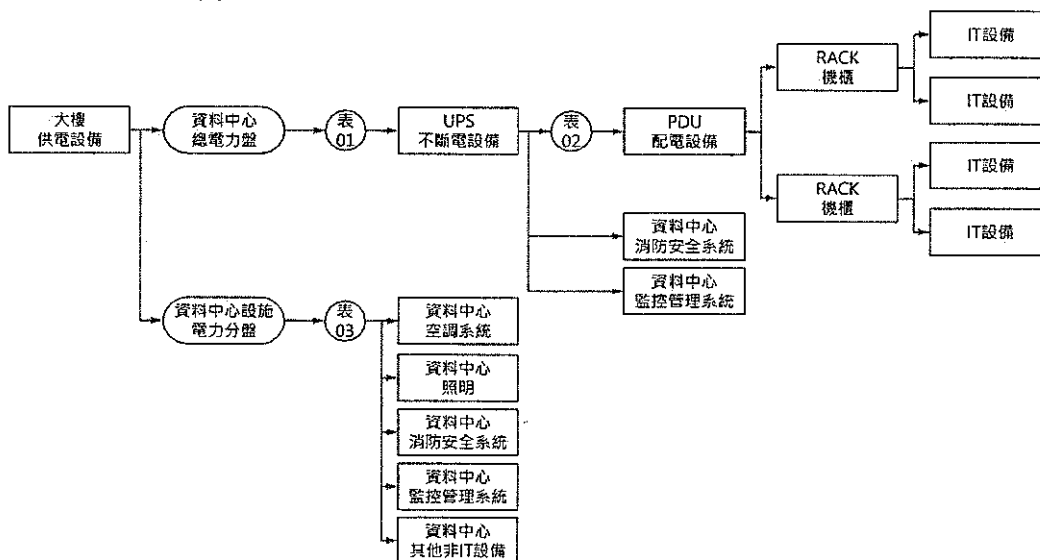 大樓
供電設備
資料中心
總電力盤
表
01
UPS
不斷電設備
表
02
PDU
配電設備
RACK
機櫃
IT設備
IT設備
RACK
機櫃
IT設備
IT設備
資料中心
消防安全系統
資料中心
監控管理系統
資料中心設施
電力分盤
表
03
資料中心
空調系統
資料中心
照明
資料中心
消防安全系統
資料中心
監控管理系統
資料中心
其他非IT設備